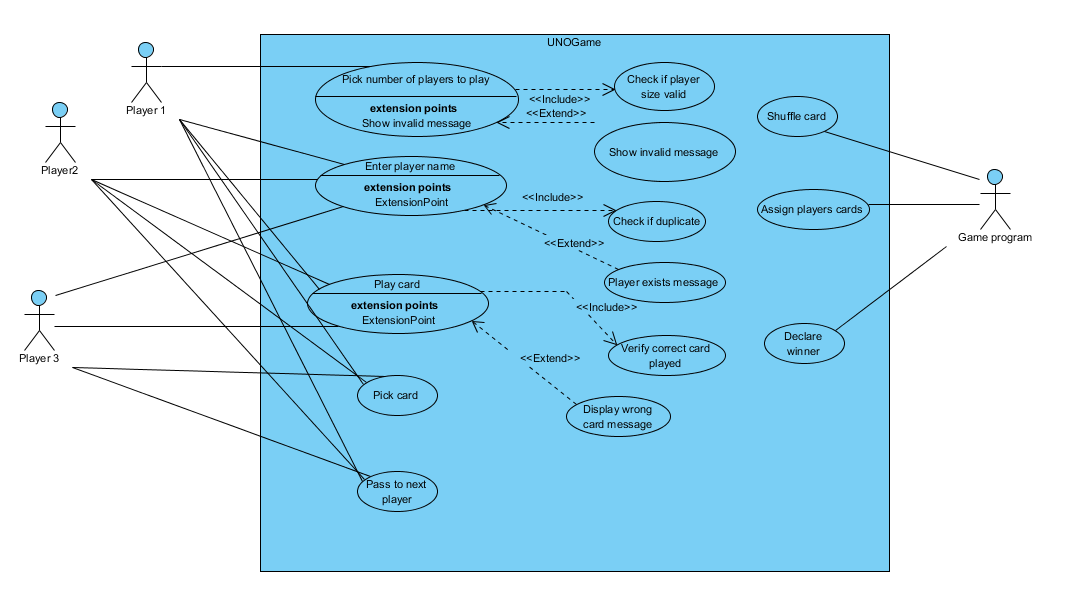 UNOGame
Player 1
Player2
Player 3
Pick number of players to play
extension points
Show invalid message
<<Include>>
<<Extend>>
Check if player
size valid
Show invalid message
Shuffle card
Enter player name
extension points
ExtensionPoint
<<Include>>
Check if duplicate
<<Extend>>
Player exists message
Assign players cards
Game program
Play card
extension points
ExtensionPoint
<<Include>>
Verify correct card
played
<<Extend>>
Display wrong
card message
Declare
winner
Pick card
Pass to next
player